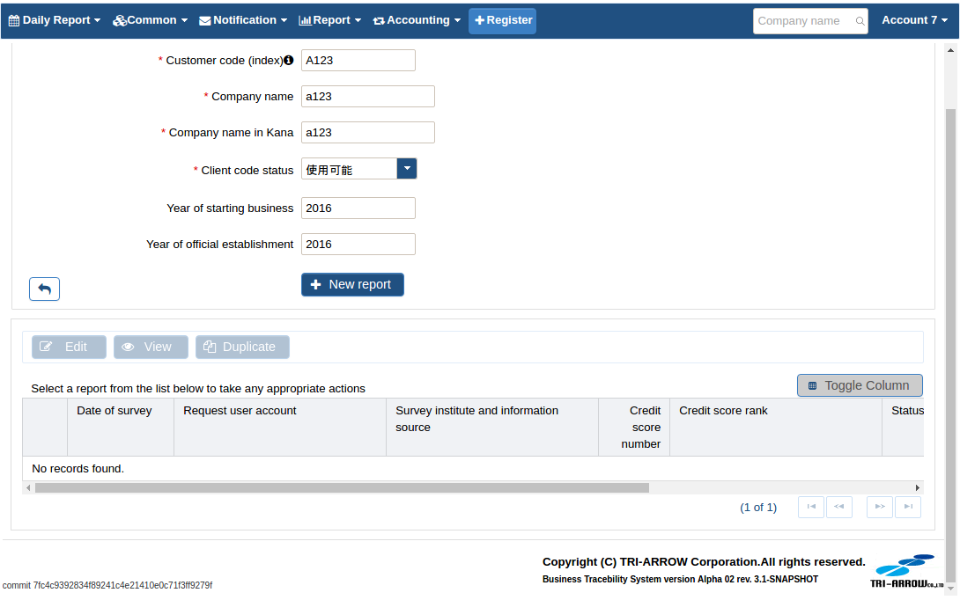 Daily Report Common Notification Report Accounting Register Company name Account 7
* Customer code (index) A123
* Company name a123
* Company name in Kana a123
* Client code status 使用可能
Year of starting business 2016
Year of official establishment 2016
New report
Edit View Duplicate
Select a report from the list below to take any appropriate actions
Toggle Column
Date of survey Request user account Survey institute and information source Credit score number Credit score rank Status
No records found.
(1 of 1)
Copyright (C) TRI-ARROW Corporation.All rights reserved.
Business Tracebility System version Alpha 02 rev. 3.1-SNAPSHOT
TRI-ARROW Co.,LTD
commit 7fc4c9392834f89241c4e21410e0c71f3ff9279f